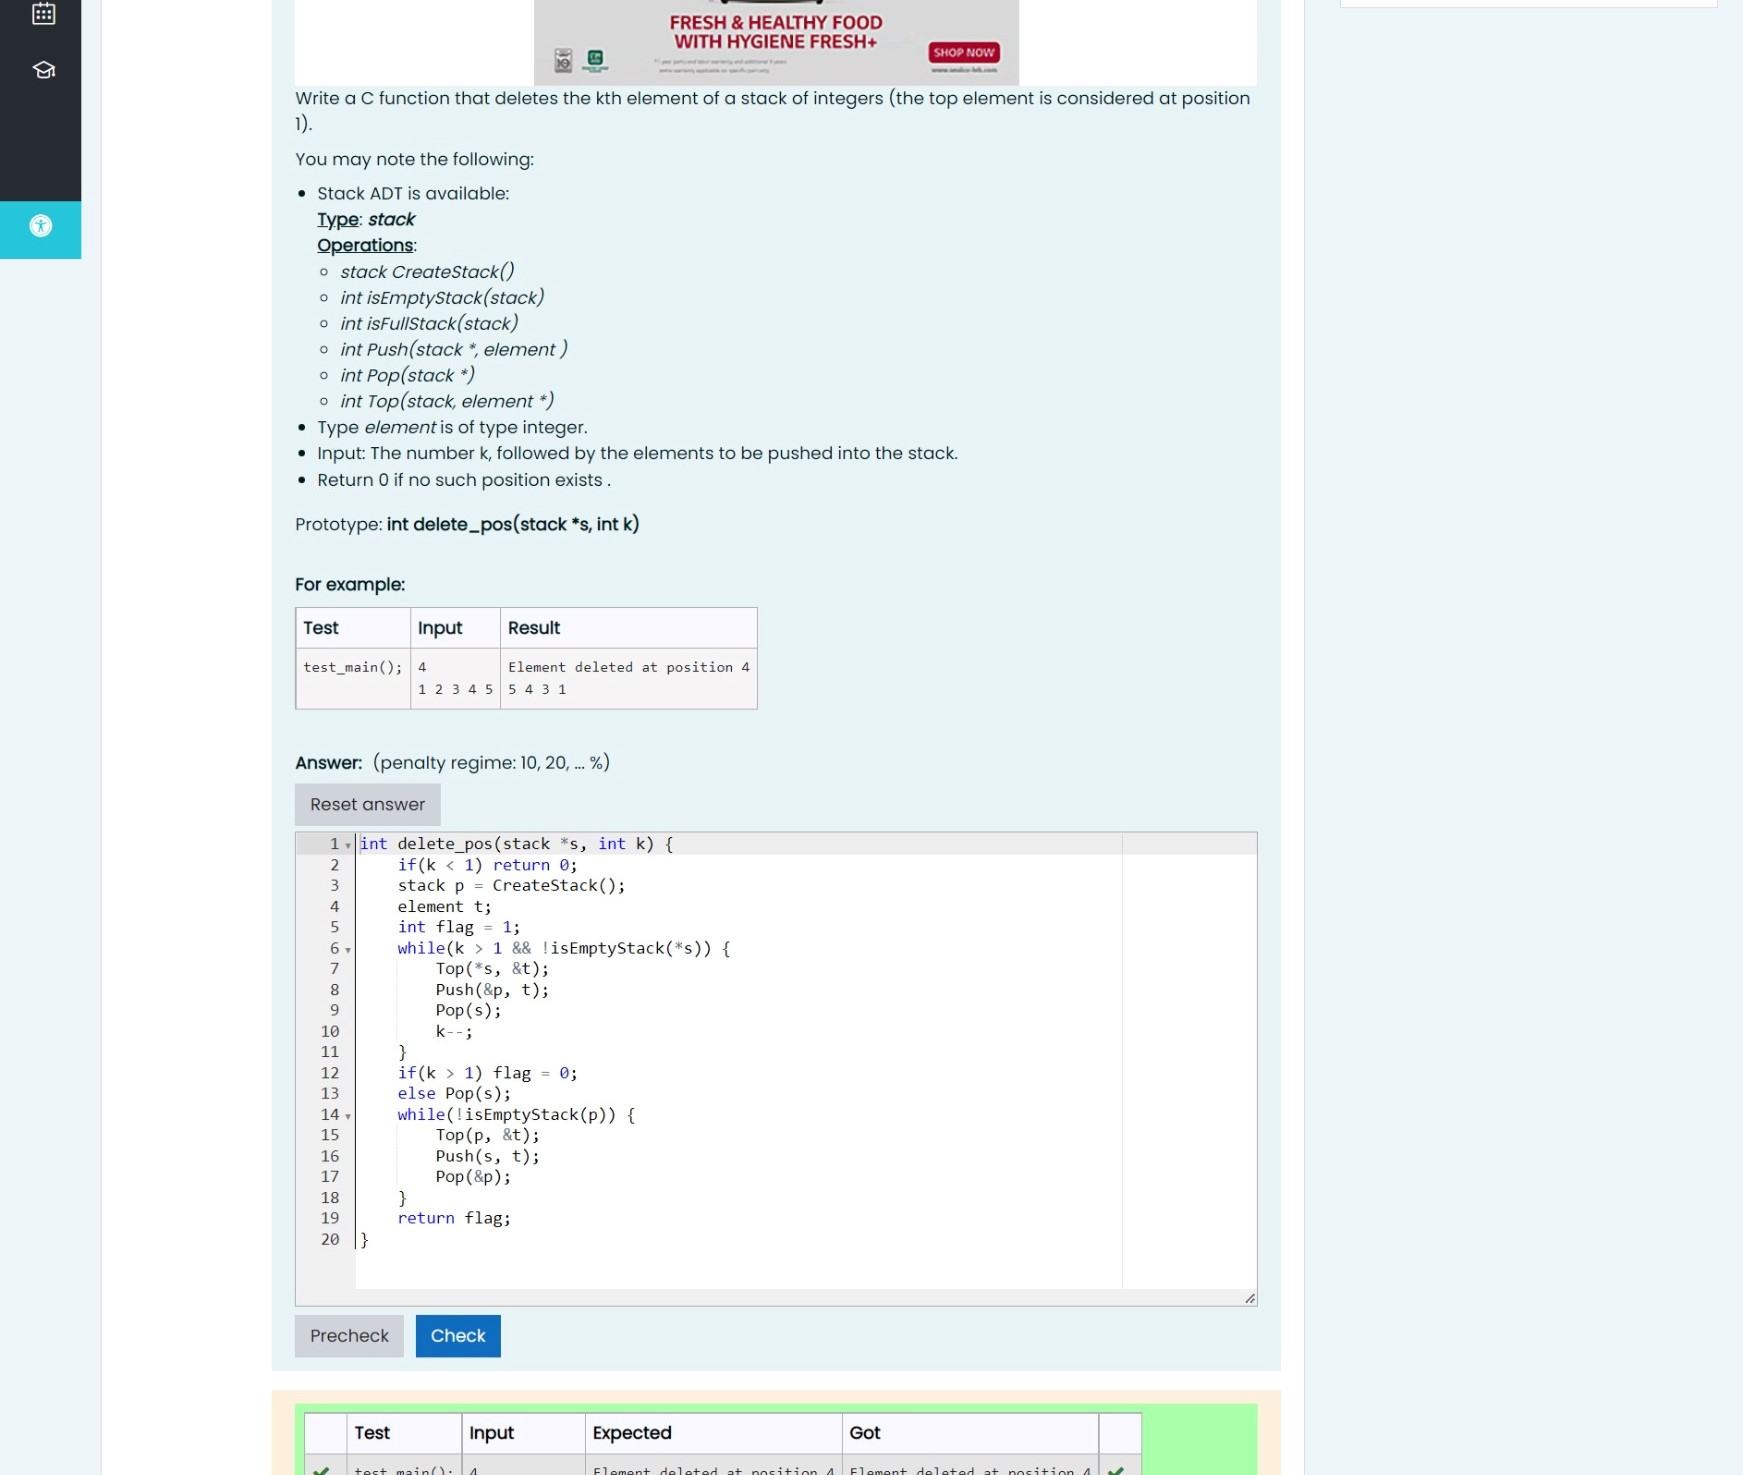 FRESH & HEALTHY FOOD
WITH HYGIENE FRESH+
SHOP NOW
Write a C function that deletes the kth element of a stack of integers (the top element is considered at position
1).
You may note the following:
Stack ADT is available:
Type: stack
Operations:
stack CreateStack()
int isEmptyStack(stack)
int isFullStack(stack)
int Push(stack *, element )
int Pop(stack *)
int Top(stack, element *)
Type element is of type integer.
Input: The number k, followed by the elements to be pushed into the stack.
Return 0 if no such position exists .
Prototype: int delete_pos(stack *s, int k)
For example:
Test Input Result
test_main(); 4 Element deleted at position 4
1 2 3 4 5 5 4 3 1
Answer: (penalty regime: 10, 20, ... %)
Reset answer
1 int delete_pos(stack *s, int k) {
2 if(k < 1) return 0;
3 stack p = CreateStack();
4 element t;
5 int flag = 1;
6 while(k > 1 && !isEmptyStack(*s)) {
7 Top(*s, &t);
8 Push(&p, t);
9 Pop(s);
10 k--;
11 }
12 if(k > 1) flag = 0;
13 else Pop(s);
14 while(!isEmptyStack(p)) {
15 Top(p, &t);
16 Push(s, t);
17 Pop(&p);
18 }
19 return flag;
20 }
Precheck Check
Test Input Expected Got
test_main(); 4 Element deleted at position 4 Element deleted at position 4